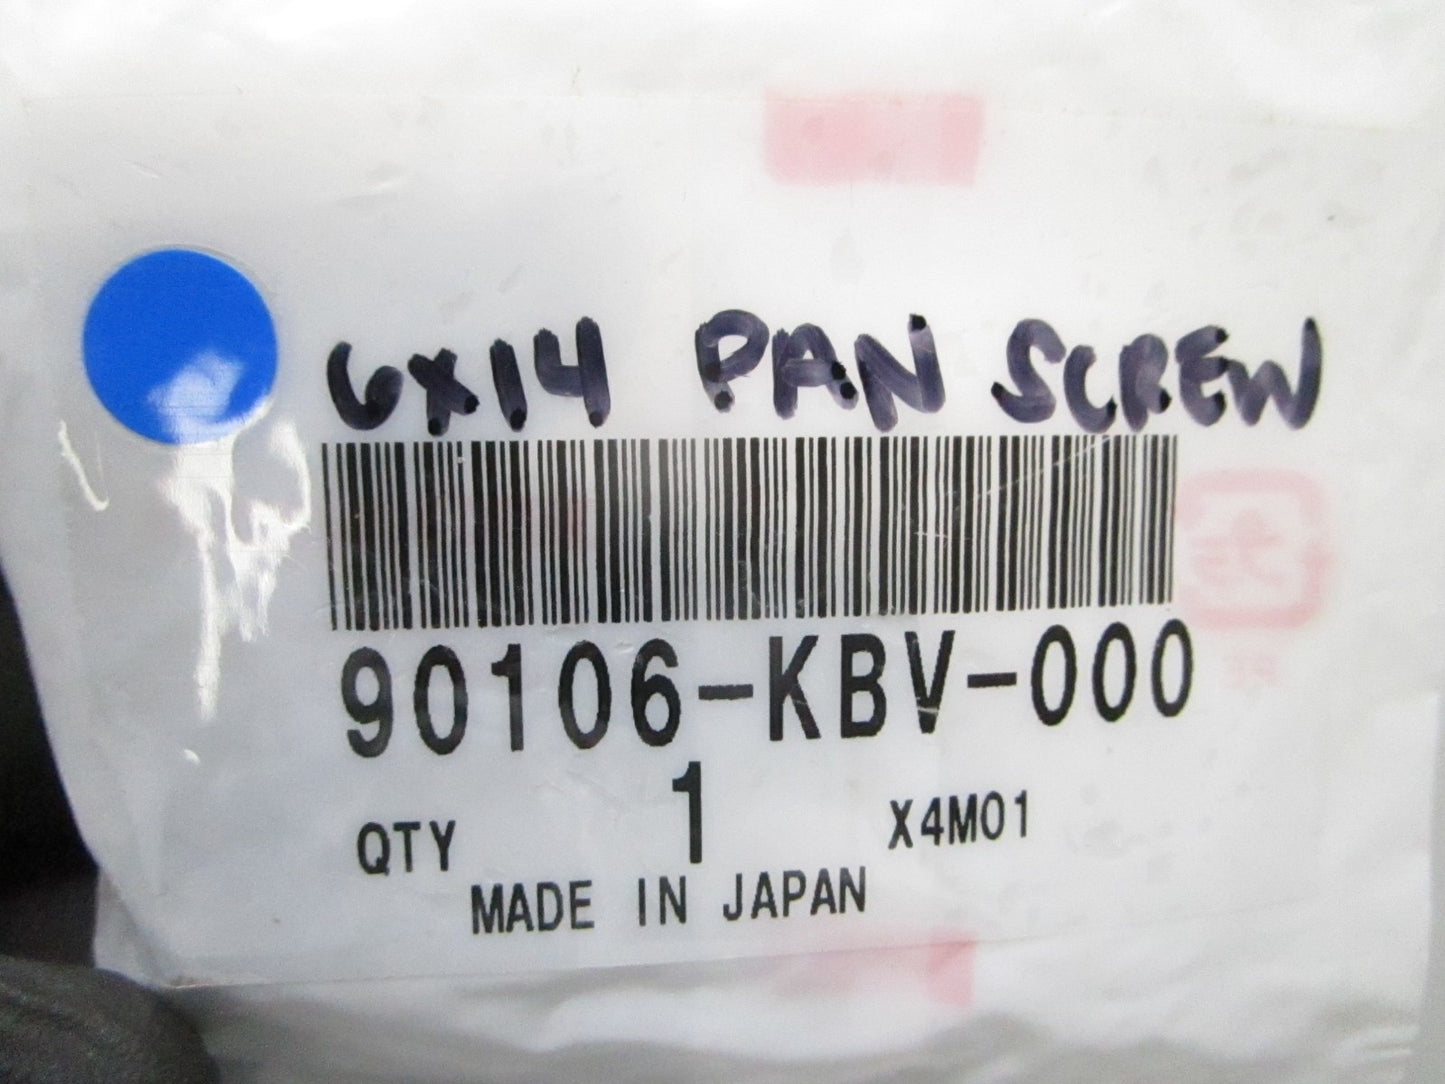 6X14 PAN SCREW
90106-KBV-000
QTY 1 X4M01
MADE IN JAPAN